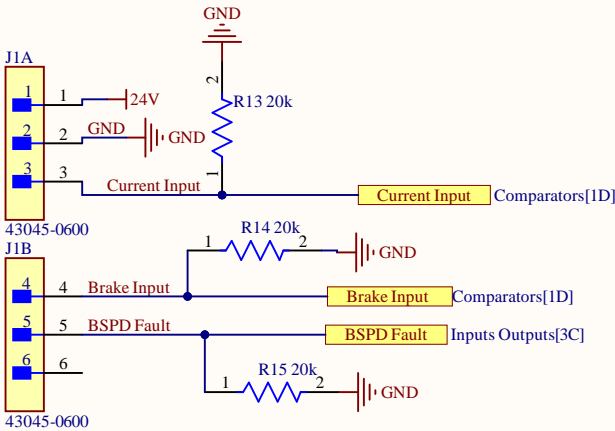 GND
J1A
1 1 24V
2 2 GND GND
3 3 Current Input
2
R13 20k
1
Current Input Comparators[1D]
43045-0600
J1B
R14 20k
1 2 GND
4 4 Brake Input
Brake Input Comparators[1D]
5 5 BSPD Fault
BSPD Fault Inputs Outputs[3C]
6 6
R15 20k
1 2 GND
43045-0600